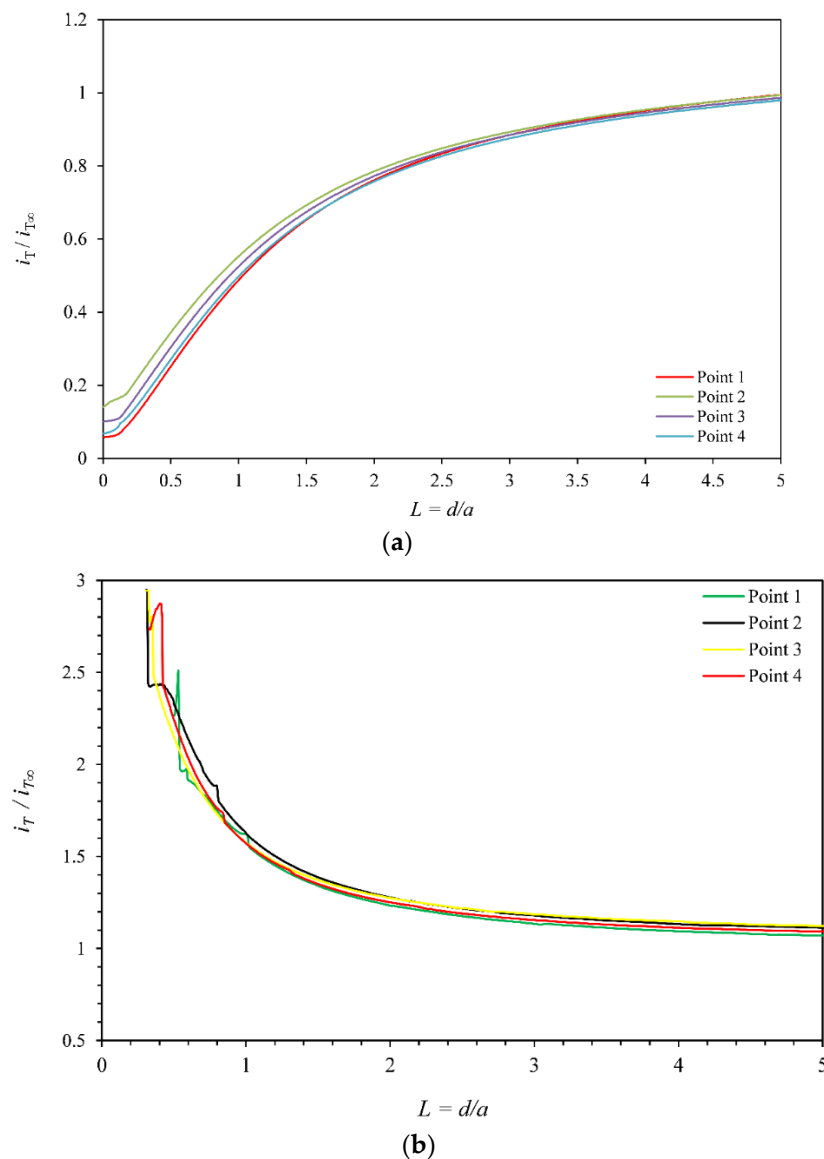 1.2
1
0.8
0.6
0.4
0.2
0
i_T / i_T∞
Point 1
Point 2
Point 3
Point 4
0 0.5 1 1.5 2 2.5 3 3.5 4 4.5 5
L = d/a
(a)
3
2.5
2
1.5
1
0.5
i_T / i_T∞
Point 1
Point 2
Point 3
Point 4
0 1 2 3 4 5
L = d/a
(b)